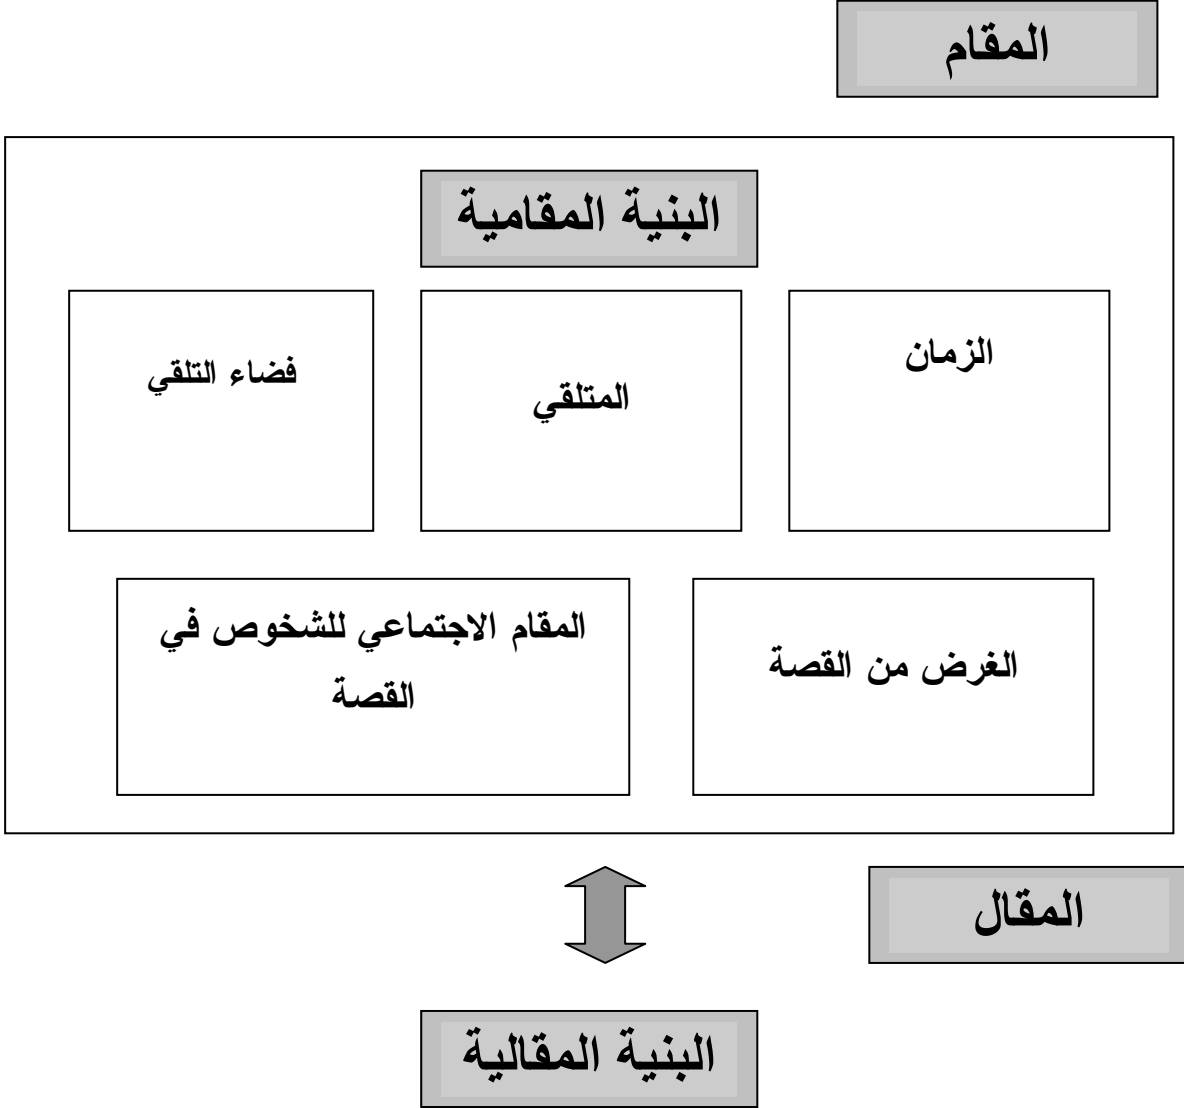 المقام
البنية المقامية
الزمان
المتلقي
فضاء التلقي
الغرض من القصة
المقام الاجتماعي للشخوص في
القصة
المقال
البنية المقالية